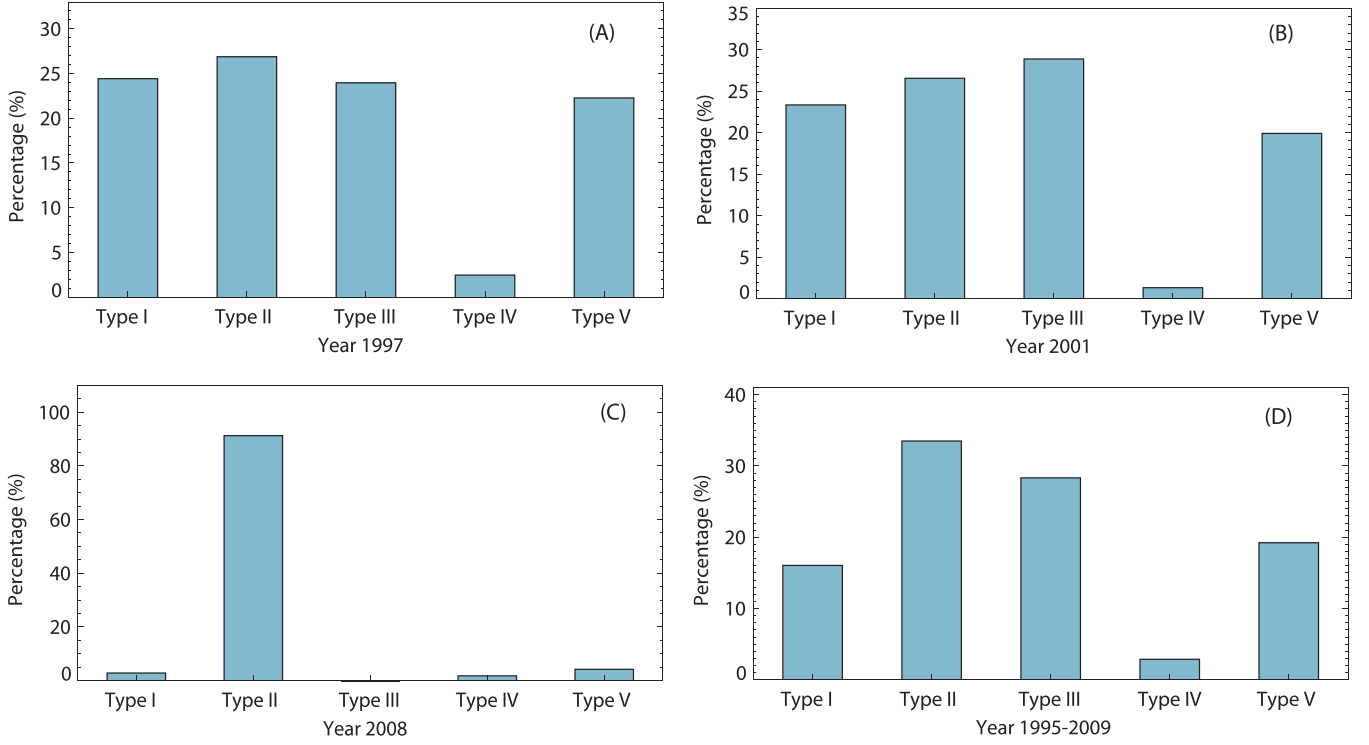 (A)
Percentage (%)
30
25
20
15
10
5
0
Type I Type II Type III Type IV Type V
Year 1997
(B)
Percentage (%)
35
30
25
20
15
10
5
0
Type I Type II Type III Type IV Type V
Year 2001
(C)
Percentage (%)
100
80
60
40
20
0
Type I Type II Type III Type IV Type V
Year 2008
(D)
Percentage (%)
40
30
20
10
0
Type I Type II Type III Type IV Type V
Year 1995-2009